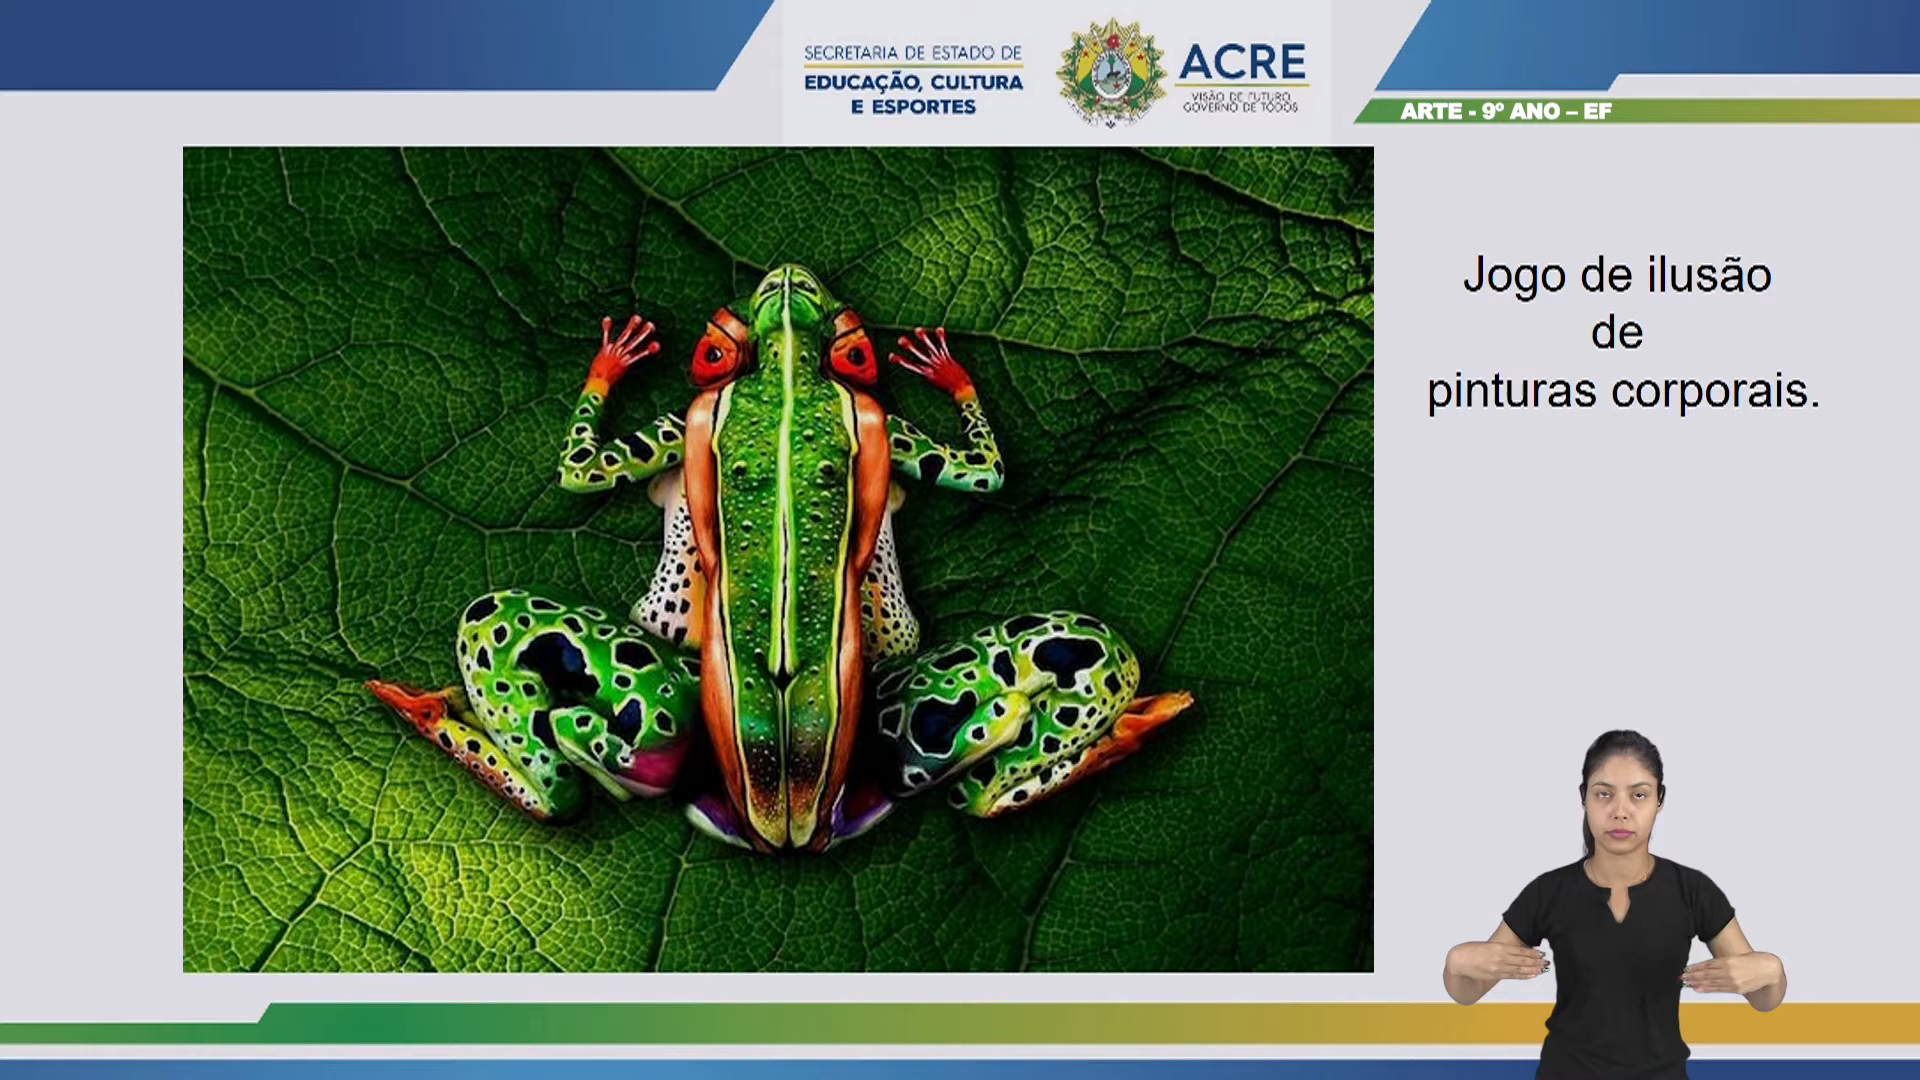 SECRETARIA DE ESTADO DE
EDUCAÇÃO, CULTURA
E ESPORTES
ACRE
VISÃO DE FUTURO,
GOVERNO DE TODOS
ARTE - 9º ANO – EF
Jogo de ilusão
de
pinturas corporais.